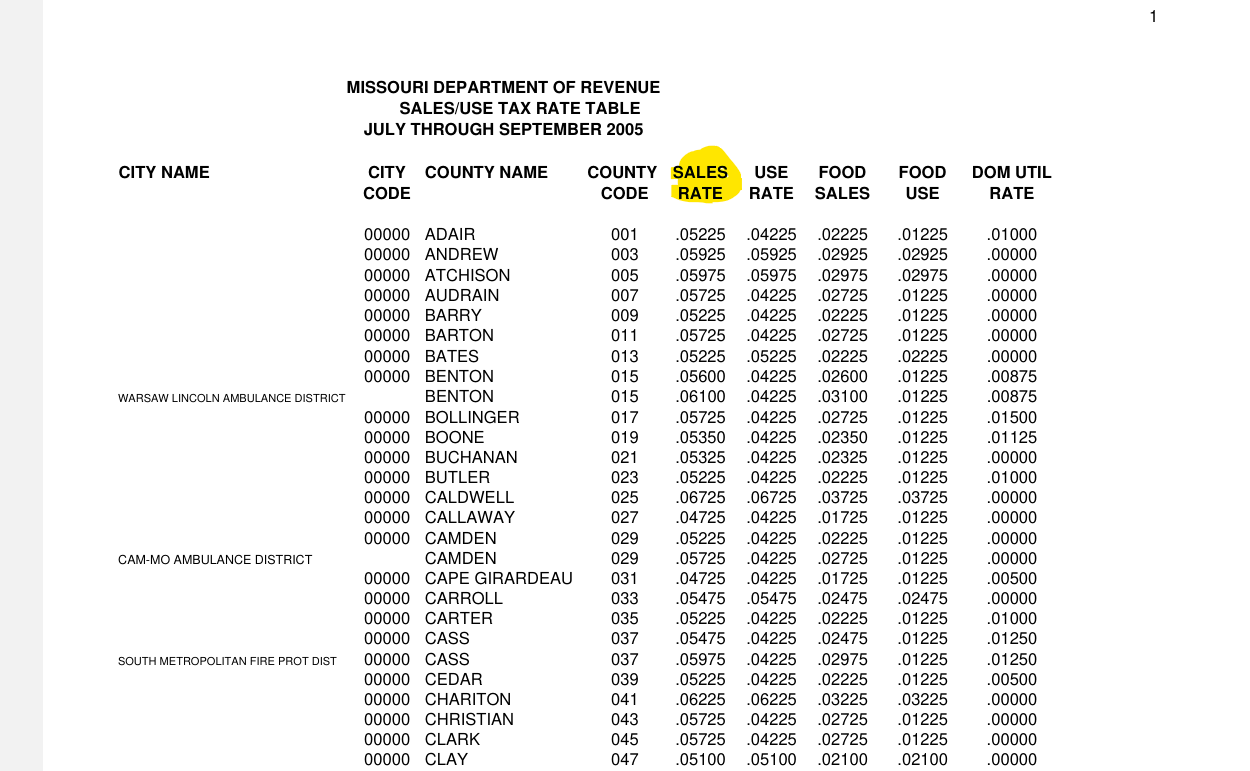 1
MISSOURI DEPARTMENT OF REVENUE
SALES/USE TAX RATE TABLE
JULY THROUGH SEPTEMBER 2005
CITY NAME CITY COUNTY NAME COUNTY SALES USE FOOD FOOD DOM UTIL
CODE CODE RATE RATE SALES USE RATE
00000 ADAIR 001 .05225 .04225 .02225 .01225 .01000
00000 ANDREW 003 .05925 .05925 .02925 .02925 .00000
00000 ATCHISON 005 .05975 .05975 .02975 .02975 .00000
00000 AUDRAIN 007 .05725 .04225 .02725 .01225 .00000
00000 BARRY 009 .05225 .04225 .02225 .01225 .00000
00000 BARTON 011 .05725 .04225 .02725 .01225 .00000
00000 BATES 013 .05225 .05225 .02225 .02225 .00000
00000 BENTON 015 .05600 .04225 .02600 .01225 .00875
WARSAW LINCOLN AMBULANCE DISTRICT BENTON 015 .06100 .04225 .03100 .01225 .00875
00000 BOLLINGER 017 .05725 .04225 .02725 .01225 .01500
00000 BOONE 019 .05350 .04225 .02350 .01225 .01125
00000 BUCHANAN 021 .05325 .04225 .02325 .01225 .00000
00000 BUTLER 023 .05225 .04225 .02225 .01225 .01000
00000 CALDWELL 025 .06725 .06725 .03725 .03725 .00000
00000 CALLAWAY 027 .04725 .04225 .01725 .01225 .00000
00000 CAMDEN 029 .05225 .04225 .02225 .01225 .00000
CAM-MO AMBULANCE DISTRICT CAMDEN 029 .05725 .04225 .02725 .01225 .00000
00000 CAPE GIRARDEAU 031 .04725 .04225 .01725 .01225 .00500
00000 CARROLL 033 .05475 .05475 .02475 .02475 .00000
00000 CARTER 035 .05225 .04225 .02225 .01225 .01000
00000 CASS 037 .05475 .04225 .02475 .01225 .01250
SOUTH METROPOLITAN FIRE PROT DIST 00000 CASS 037 .05975 .04225 .02975 .01225 .01250
00000 CEDAR 039 .05225 .04225 .02225 .01225 .00500
00000 CHARITON 041 .06225 .06225 .03225 .03225 .00000
00000 CHRISTIAN 043 .05725 .04225 .02725 .01225 .00000
00000 CLARK 045 .05725 .04225 .02725 .01225 .00000
00000 CLAY 047 .05100 .05100 .02100 .02100 .00000